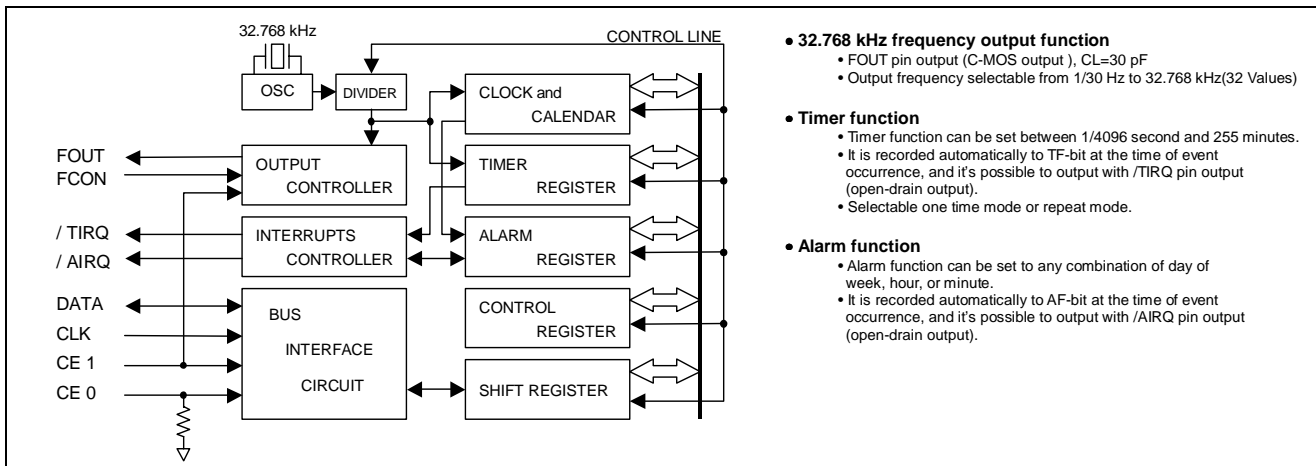 32.768 kHz
CONTROL LINE
OSC
DIVIDER
CLOCK and
CALENDAR
FOUT
FCON
OUTPUT
CONTROLLER
TIMER
REGISTER
/ TIRQ
/ AIRQ
INTERRUPTS
CONTROLLER
ALARM
REGISTER
DATA
CLK
CE 1
CE 0
BUS
INTERFACE
CIRCUIT
CONTROL
REGISTER
SHIFT REGISTER
• 32.768 kHz frequency output function
• FOUT pin output (C-MOS output ), CL=30 pF
• Output frequency selectable from 1/30 Hz to 32.768 kHz(32 Values)
• Timer function
• Timer function can be set between 1/4096 second and 255 minutes.
• It is recorded automatically to TF-bit at the time of event
occurrence, and it's possible to output with /TIRQ pin output
(open-drain output).
• Selectable one time mode or repeat mode.
• Alarm function
• Alarm function can be set to any combination of day of
week, hour, or minute.
• It is recorded automatically to AF-bit at the time of event
occurrence, and it's possible to output with /AIRQ pin output
(open-drain output).